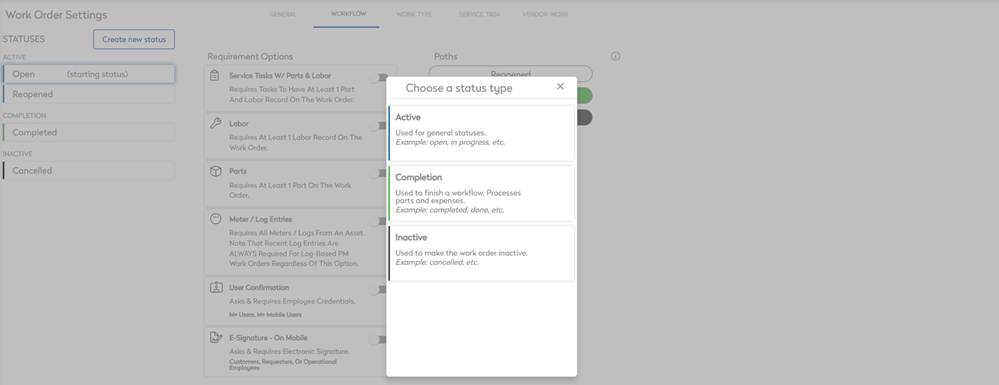 Work Order Settings
GENERAL
WORKFLOW
WORK TYPE
SERVICE TASK
VENDOR WORK
STATUSES
Create new status
ACTIVE
Open (starting status)
Reopened
COMPLETION
Completed
INACTIVE
Cancelled
Requirement Options
Service Tasks W/ Parts & Labor
Requires Tasks To Have At Least 1 Part
And Labor Record On The Work Order.
Labor
Requires At Least 1 Labor Record On The
Work Order.
Parts
Requires At Least 1 Part On The Work
Order.
Meter / Log Entries
Requires All Meters / Logs From An Asset.
Note That Recent Log Entries Are
ALWAYS Required For Log-Based PM
Work Orders Regardless Of This Option.
User Confirmation
Asks & Requires Employee Credentials.
M+ Users, M+ Mobile Users
E-Signature - On Mobile
Asks & Requires Electronic Signature.
Customers, Requesters, Or Operational
Employees
Paths
Reopened
Choose a status type
Active
Used for general statuses.
Example: open, in progress, etc.
Completion
Used to finish a workflow, Processes
parts and expenses.
Example: completed, done, etc.
Inactive
Used to make the work order inactive.
Example: cancelled, etc.